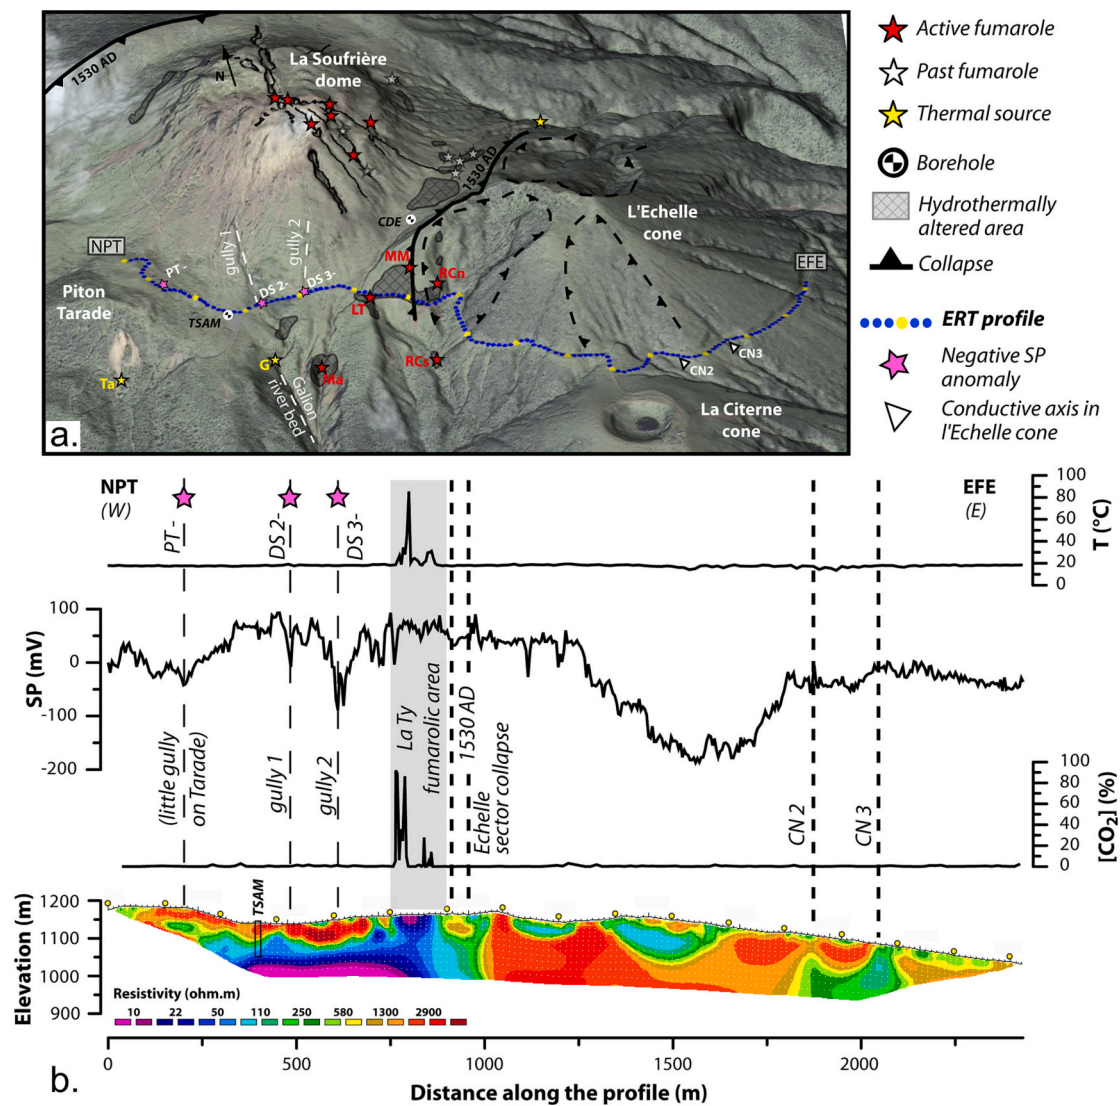 1530 AD
N
La Soufrière
dome
1530 AD
L'Echelle
cone
CDE
NPT
gully 1
gully 2
MM
RCn
EFE
PT -
DS 2-
DS 3-
Piton
Tarade
TSAM
LT
CN3
CN2
G
Ma
RCs
Ta
Galion
river bed
La Citerne
cone
a.
Active fumarole
Past fumarole
Thermal source
Borehole
Hydrothermally
altered area
Collapse
ERT profile
Negative SP
anomaly
Conductive axis in
l'Echelle cone
NPT
(W)
EFE
(E)
PT -
DS 2-
DS 3-
100
80
60
40
20
0
T (°C)
100
0
-100
-200
SP (mV)
(little gully
on Tarade)
gully 1
gully 2
La Ty
fumarolic area
1530 AD
Echelle
sector collapse
CN 2
CN 3
100
80
60
40
20
0
[CO₂] (%)
1200
1100
1000
900
Elevation (m)
TSAM
Resistivity (ohm.m)
10 22 50 110 250 580 1300 2900
0 500 1000 1500 2000
Distance along the profile (m)
b.